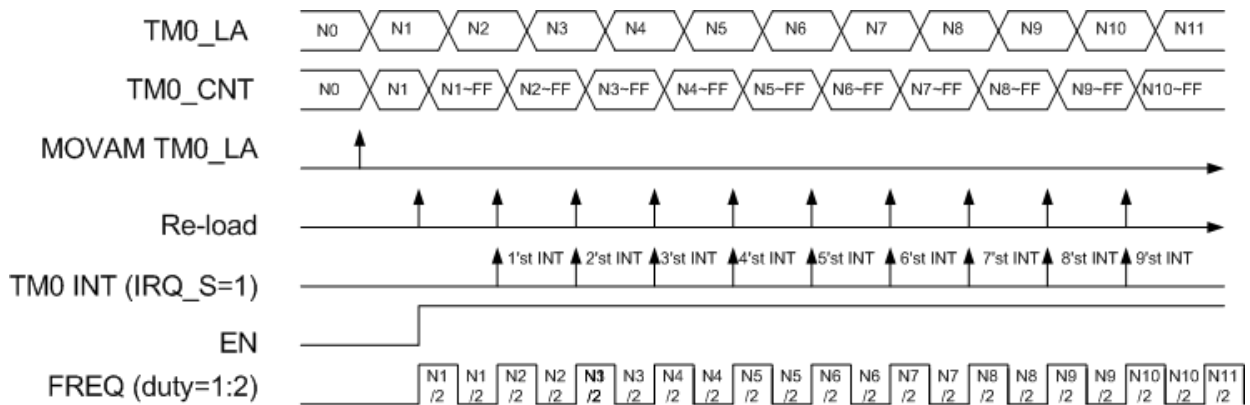 TM0_LA N0 N1 N2 N3 N4 N5 N6 N7 N8 N9 N10 N11
TM0_CNT N0 N1 N1~FF N2~FF N3~FF N4~FF N5~FF N6~FF N7~FF N8~FF N9~FF N10~FF
MOVAM TM0_LA
Re-load
TM0 INT (IRQ_S=1) 1'st INT 2'st INT 3'st INT 4'st INT 5'st INT 6'st INT 7'st INT 8'st INT 9'st INT
EN
FREQ (duty=1:2) N1 N1 N2 N2 N3 N3 N4 N4 N5 N5 N6 N6 N7 N7 N8 N8 N9 N9 N10 N10 N11
/2 /2 /2 /2 /2 /2 /2 /2 /2 /2 /2 /2 /2 /2 /2 /2 /2 /2 /2 /2 /2